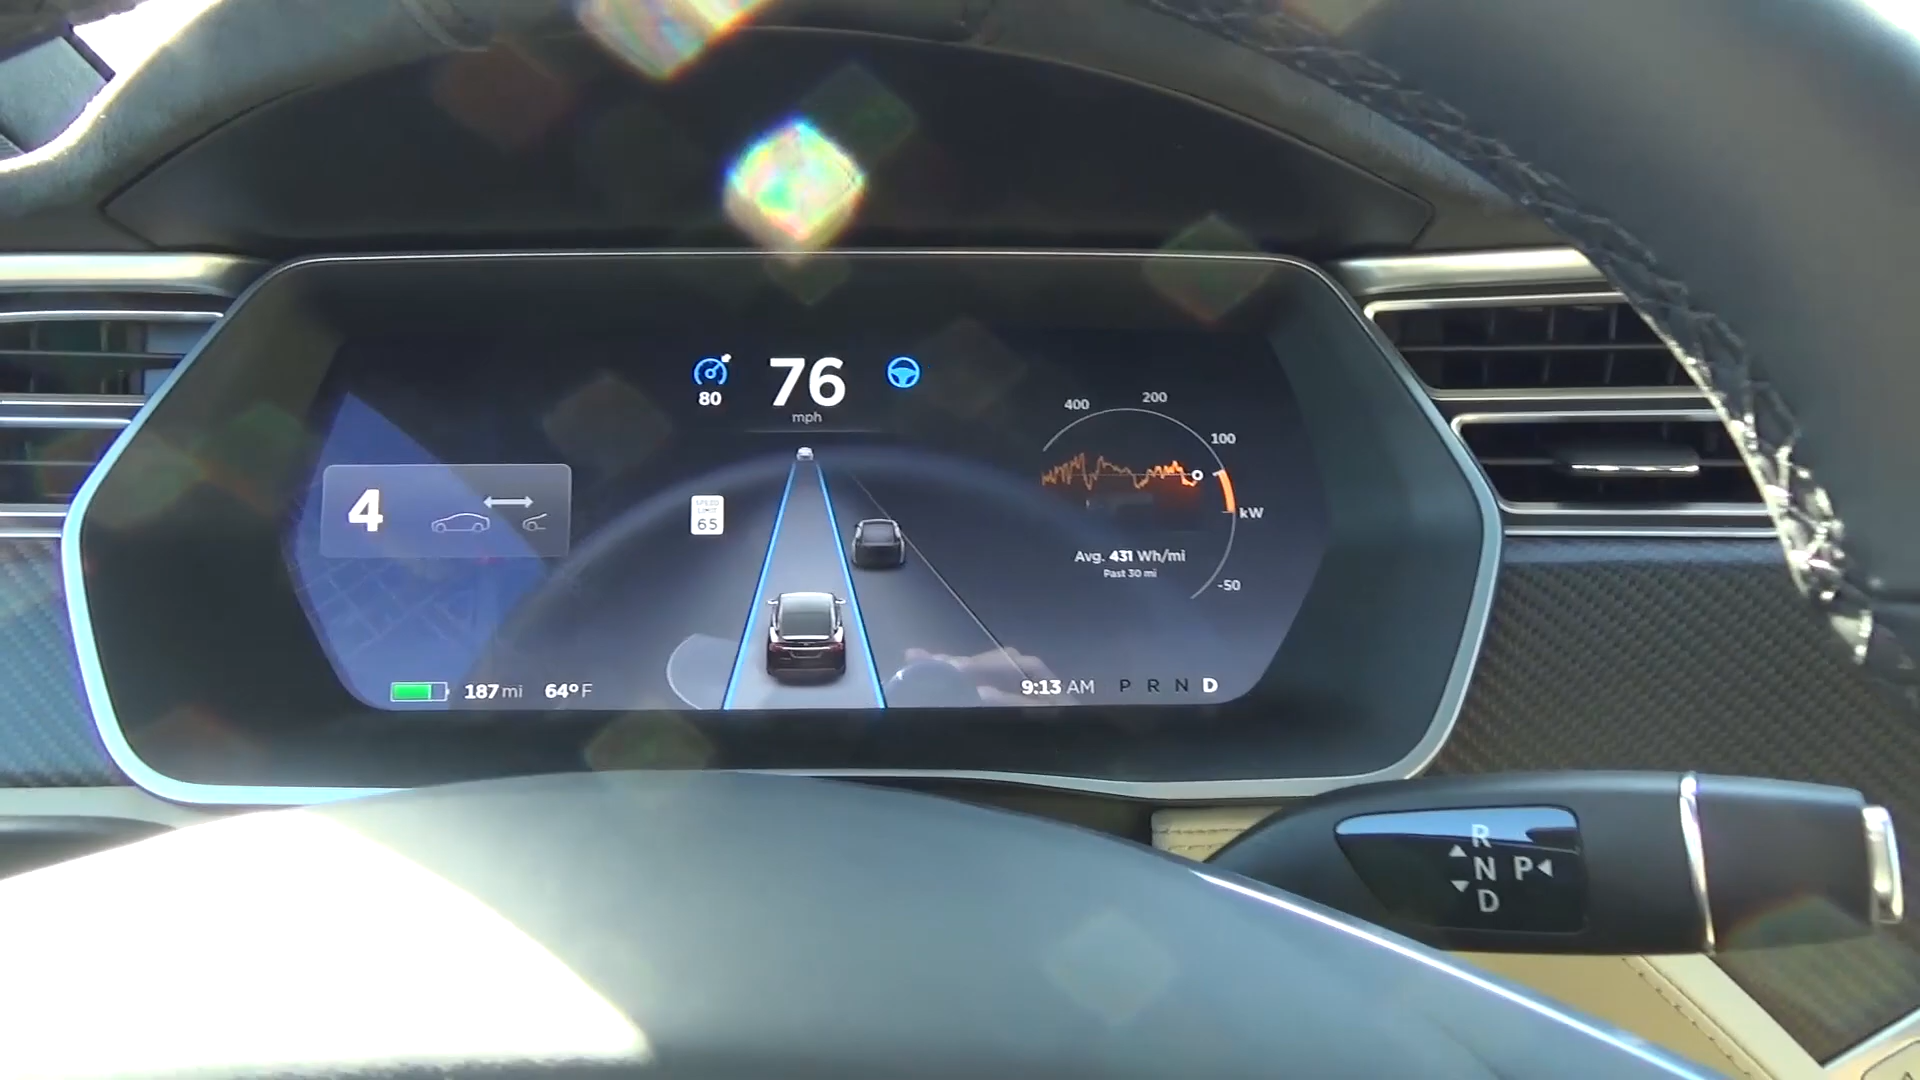 80
76
mph
4
SPEED
LIMIT
65
400
200
100
kW
-50
Avg. 431 Wh/mi
Past 30 mi
187 mi
64° F
9:13 AM
P R N D
R
N P
D